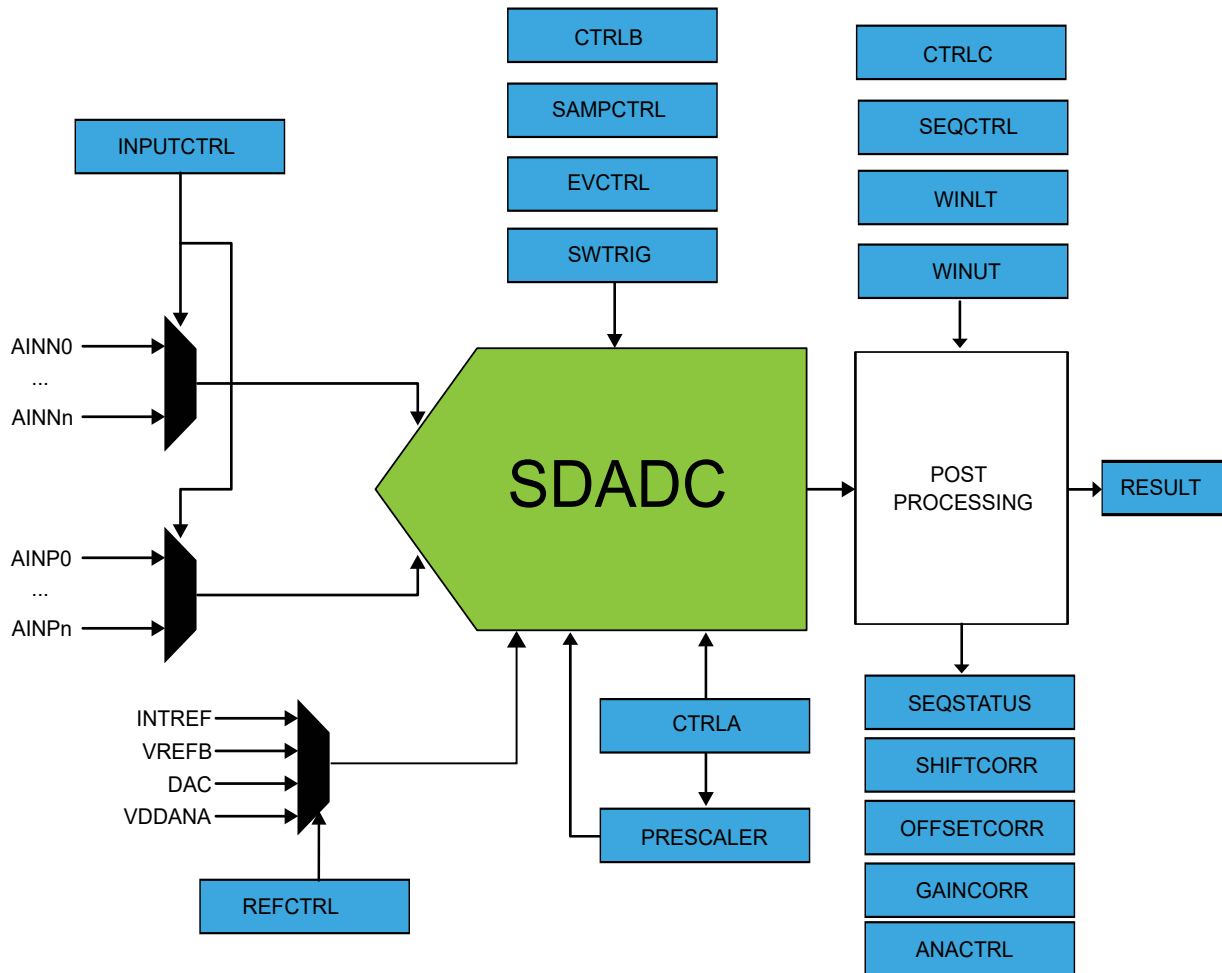 CTRLB
CTRLC
SAMPCTRL
SEQCTRL
INPUTCTRL
EVCTRL
WINLT
SWTRIG
WINUT
AINN0
...
AINNn
SDADC
POST
PROCESSING
RESULT
AINP0
...
AINPn
INTREF
VREFB
DAC
VDDANA
CTRLA
PRESCALER
REFCTRL
SEQSTATUS
SHIFTCORR
OFFSETCORR
GAINCORR
ANACTRL